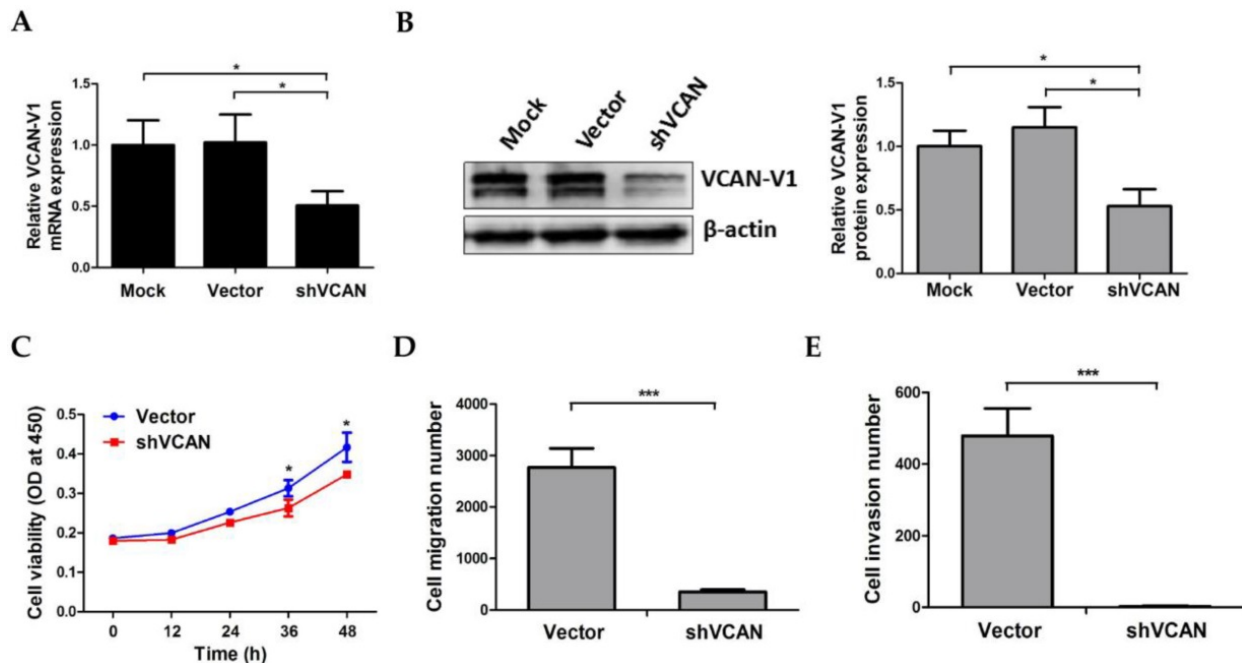 A
Relative VCAN-V1
mRNA expression
1.5
1.0
0.5
0.0
*
*
Mock Vector shVCAN
B
Mock Vector shVCAN
VCAN-V1
β-actin
Relative VCAN-V1
protein expression
1.5
1.0
0.5
0.0
*
*
Mock Vector shVCAN
C
Cell viability (OD at 450)
0.5
0.4
0.3
0.2
0.1
0.0
Vector
shVCAN
*
*
0 12 24 36 48
Time (h)
D
Cell migration number
4000
3000
2000
1000
0
***
Vector shVCAN
E
Cell invasion number
600
400
200
0
***
Vector shVCAN